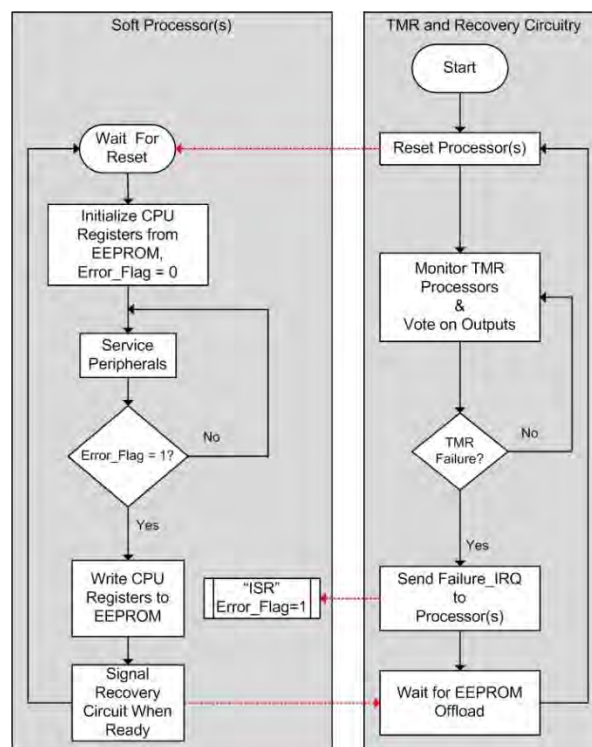 Soft Processor(s)
Wait For
Reset
Initialize CPU
Registers from
EEPROM,
Error_Flag = 0
Service
Peripherals
Error_Flag = 1?
No
Yes
Write CPU
Registers to
EEPROM
Signal
Recovery
Circuit When
Ready
"ISR"
Error_Flag=1
TMR and Recovery Circuitry
Start
Reset Processor(s)
Monitor TMR
Processors
&
Vote on Outputs
TMR
Failure?
No
Yes
Send Failure_IRQ
to
Processor(s)
Wait for EEPROM
Offload